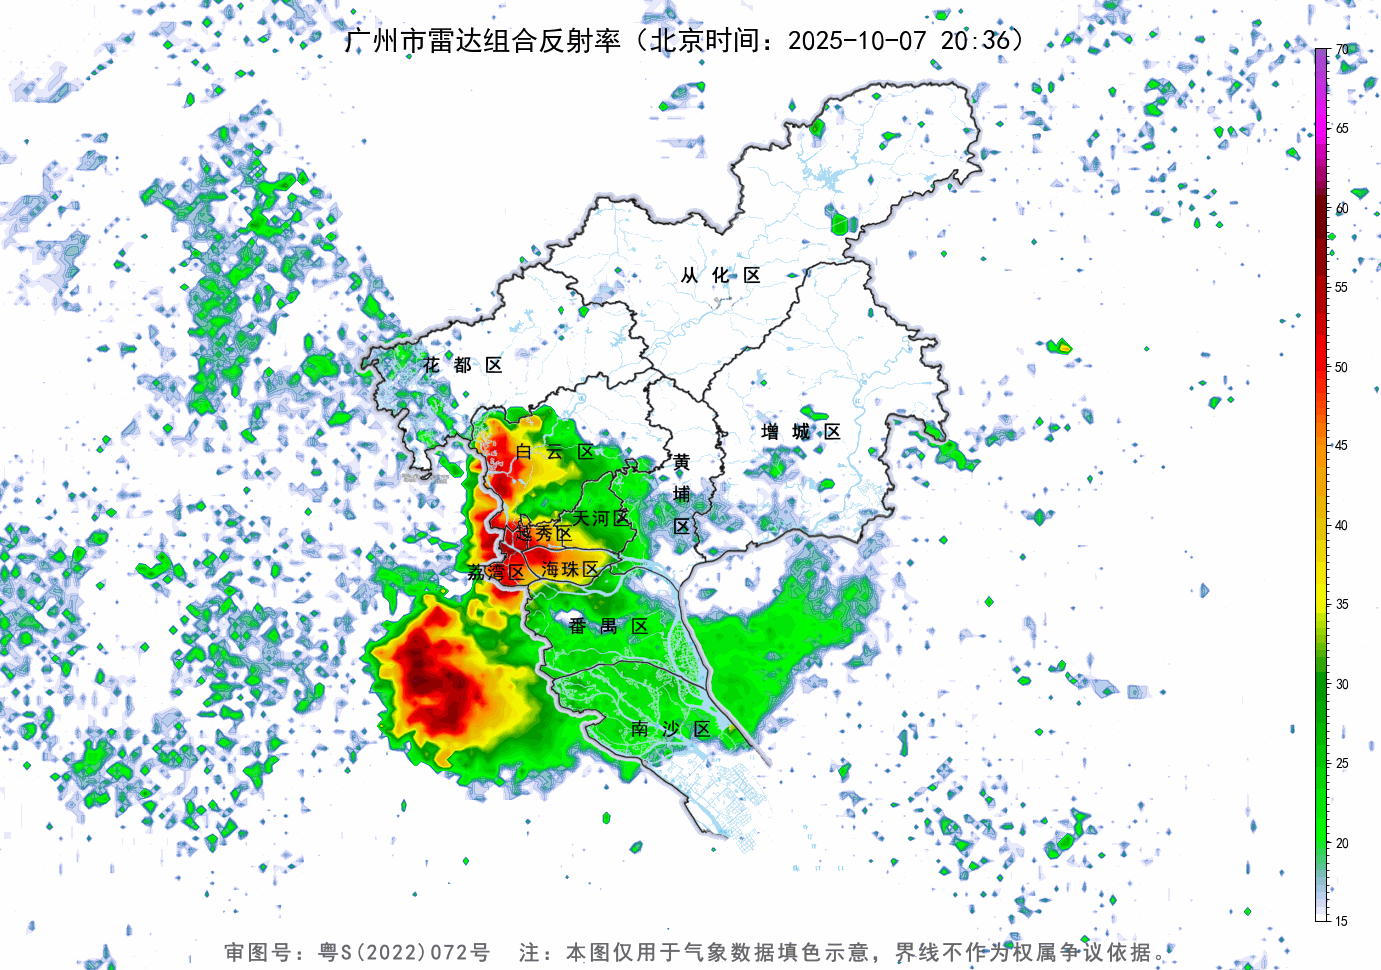 广州市雷达组合反射率（北京时间：2025-10-07 20:36）
70
65
60
55
50
45
40
35
30
25
20
15
从化区
花都区
增城区
白云区
黄埔区
天河区
越秀区
荔湾区
海珠区
番禺区
南沙区
审图号：粤S(2022)072号 注：本图仅用于气象数据填色示意，界线不作为权属争议依据。